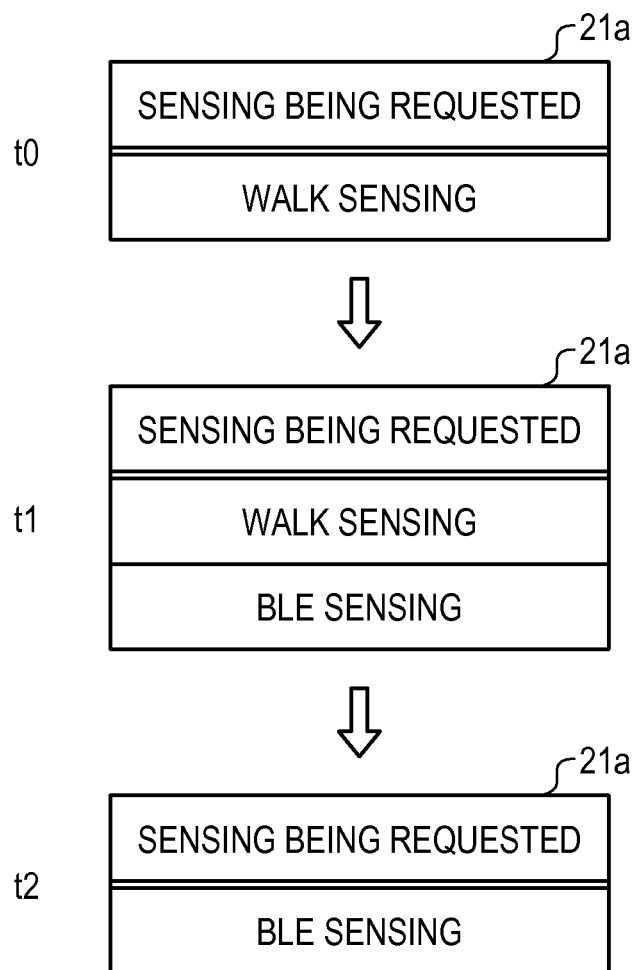 21a
SENSING BEING REQUESTED
t0
WALK SENSING
21a
SENSING BEING REQUESTED
t1
WALK SENSING
BLE SENSING
21a
SENSING BEING REQUESTED
t2
BLE SENSING